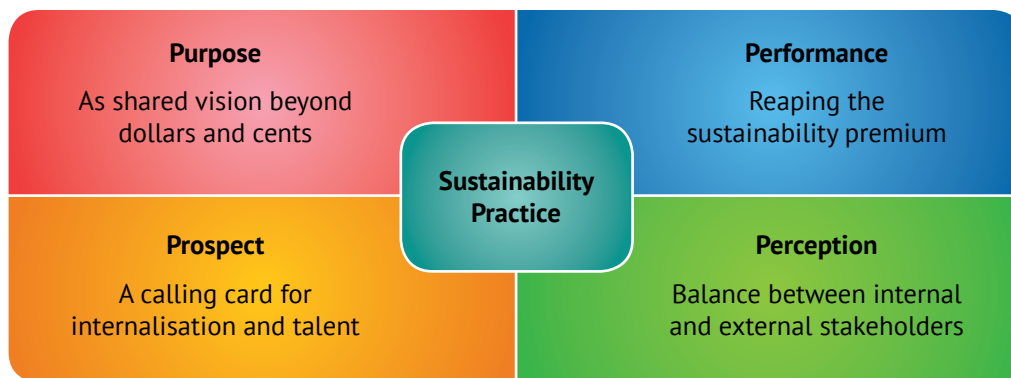 Purpose
As shared vision beyond
dollars and cents
Performance
Reaping the
sustainability premium
Sustainability
Practice
Prospect
A calling card for
internalisation and talent
Perception
Balance between internal
and external stakeholders